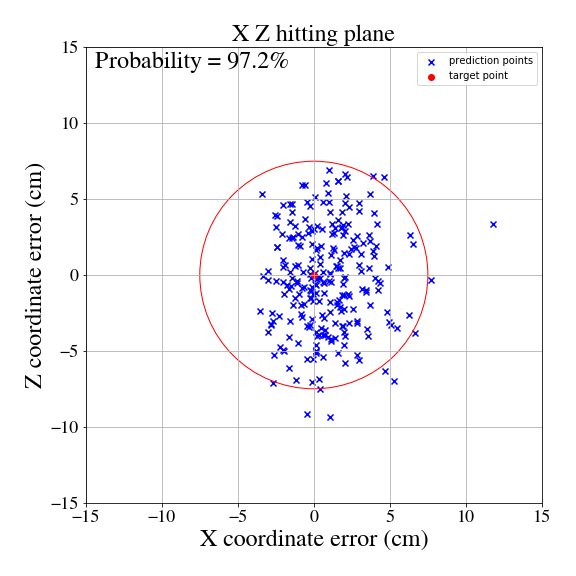 X Z hitting plane
Probability = 97.2%
prediction points
target point
Z coordinate error (cm)
15
10
5
0
−5
−10
−15
−15
−10
−5
0
5
10
15
X coordinate error (cm)